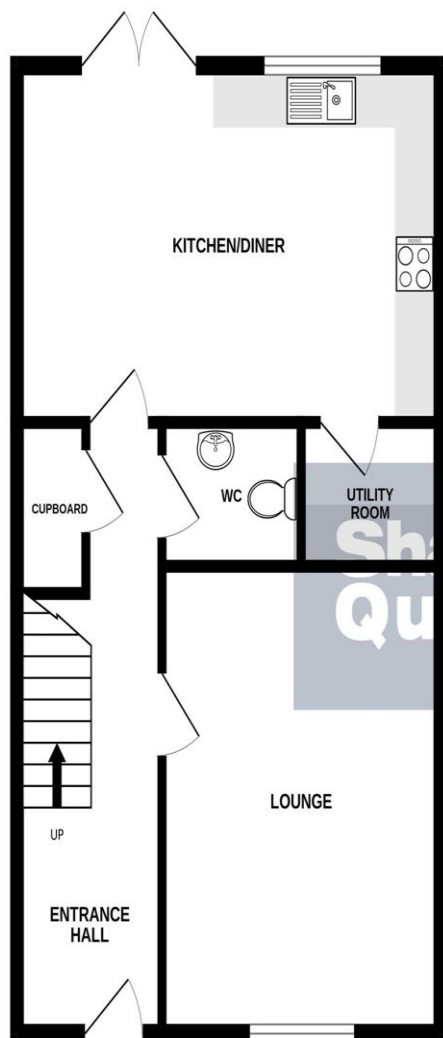 KITCHEN/DINER
CUPBOARD
WC
UTILITY
ROOM
LOUNGE
UP
ENTRANCE
HALL